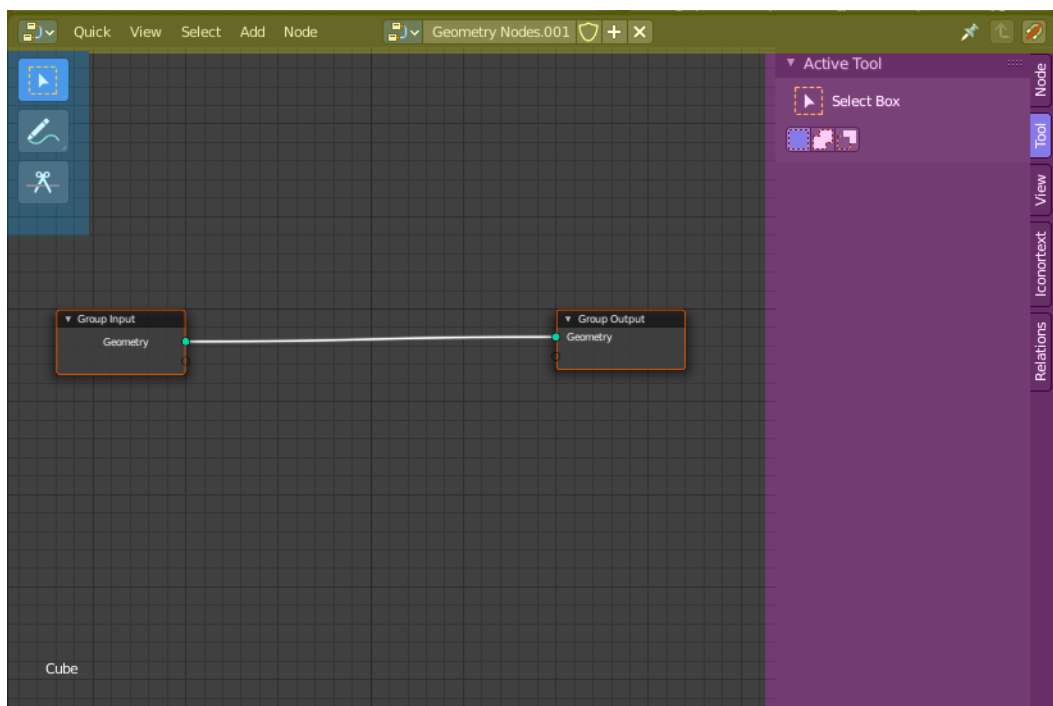 Quick View Select Add Node Geometry Nodes.001
Active Tool
Select Box
Node
Tool
View
Iconortext
Relations
Group Input
Geometry
Group Output
Geometry
Cube